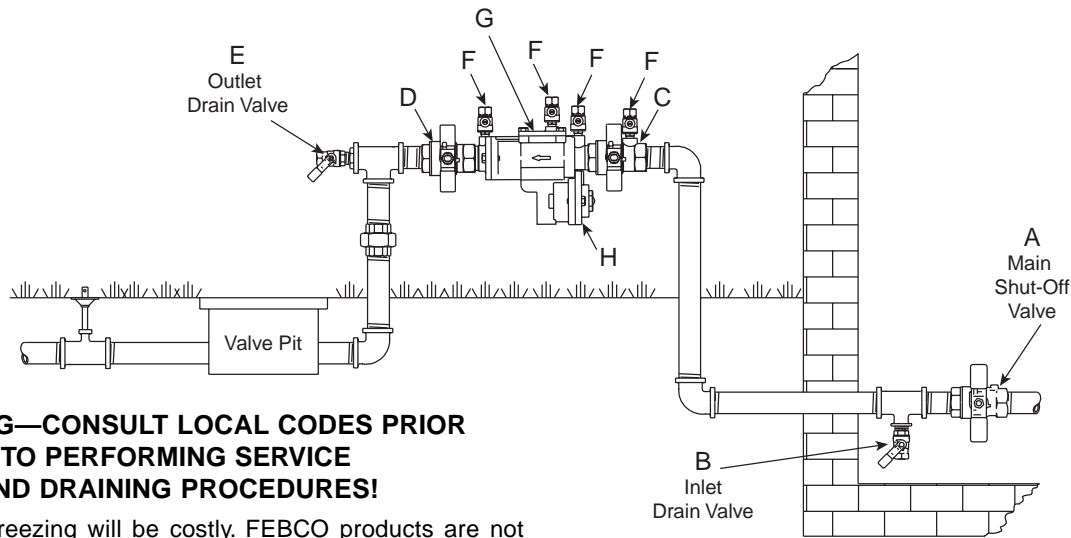 G
F
F
F
F
E
Outlet
Drain Valve
D
C
H
A
Main
Shut-Off
Valve
Valve Pit
B
Inlet
Drain Valve
G—CONSULT LOCAL CODES PRIOR
TO PERFORMING SERVICE
ND DRAINING PROCEDURES!
reezing will be costly. FEBCO products are not